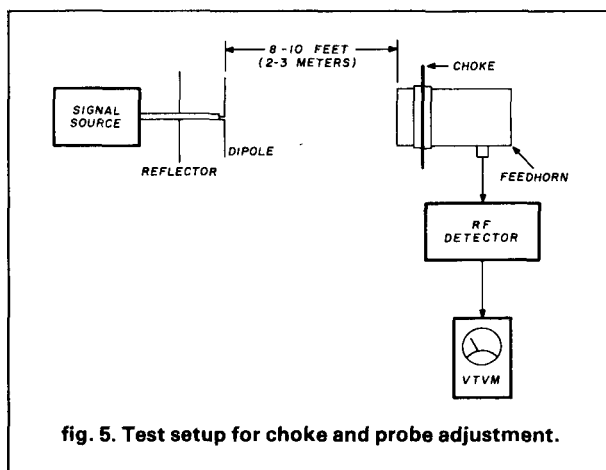 8-10 FEET
(2-3 METERS)
CHOKE
SIGNAL
SOURCE
REFLECTOR
DIPOLE
FEEDHORN
RF
DETECTOR
VTVM
fig. 5. Test setup for choke and probe adjustment.